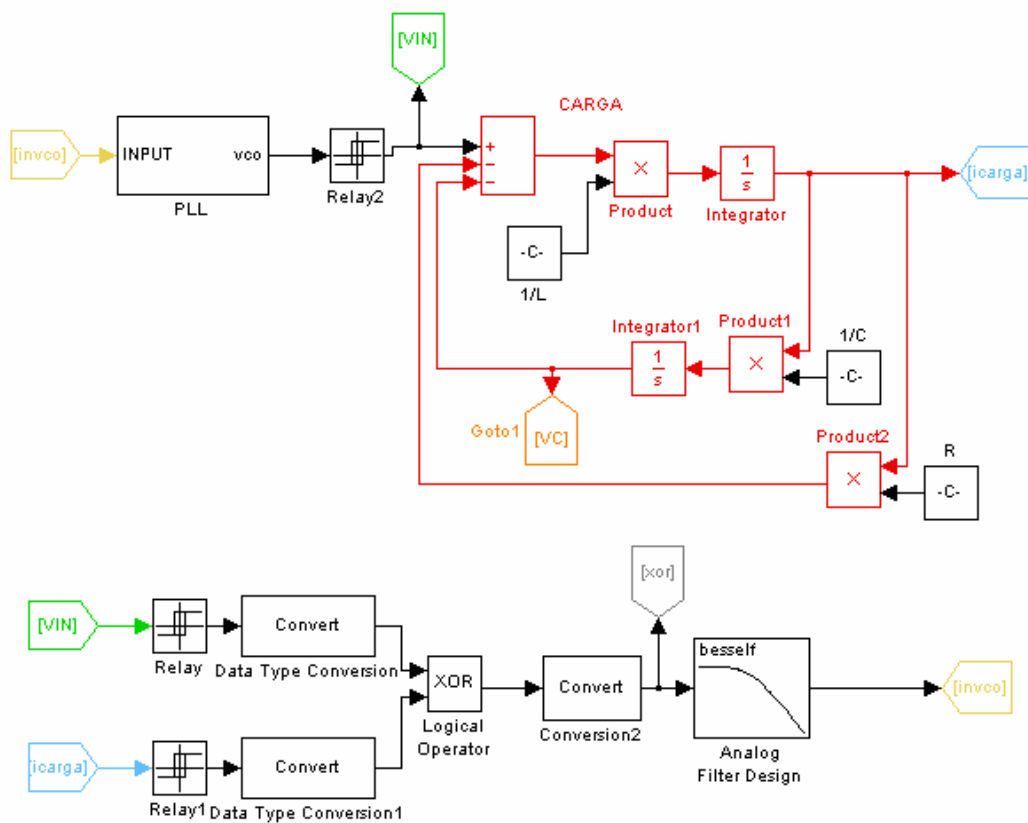 [VIN]
CARGA
[invco]
INPUT
vco
PLL
Relay2
+
−
−
×
Product
1
s
Integrator
[icarga]
-C-
1/L
Integrator1
1
s
Product1
×
1/C
-C-
Goto1
[VC]
Product2
×
R
-C-
[xor]
[VIN]
Relay
Convert
Data Type Conversion
XOR
Logical
Operator
Convert
Conversion2
besself
Analog
Filter Design
[invco]
[icarga]
Relay1
Convert
Data Type Conversion1